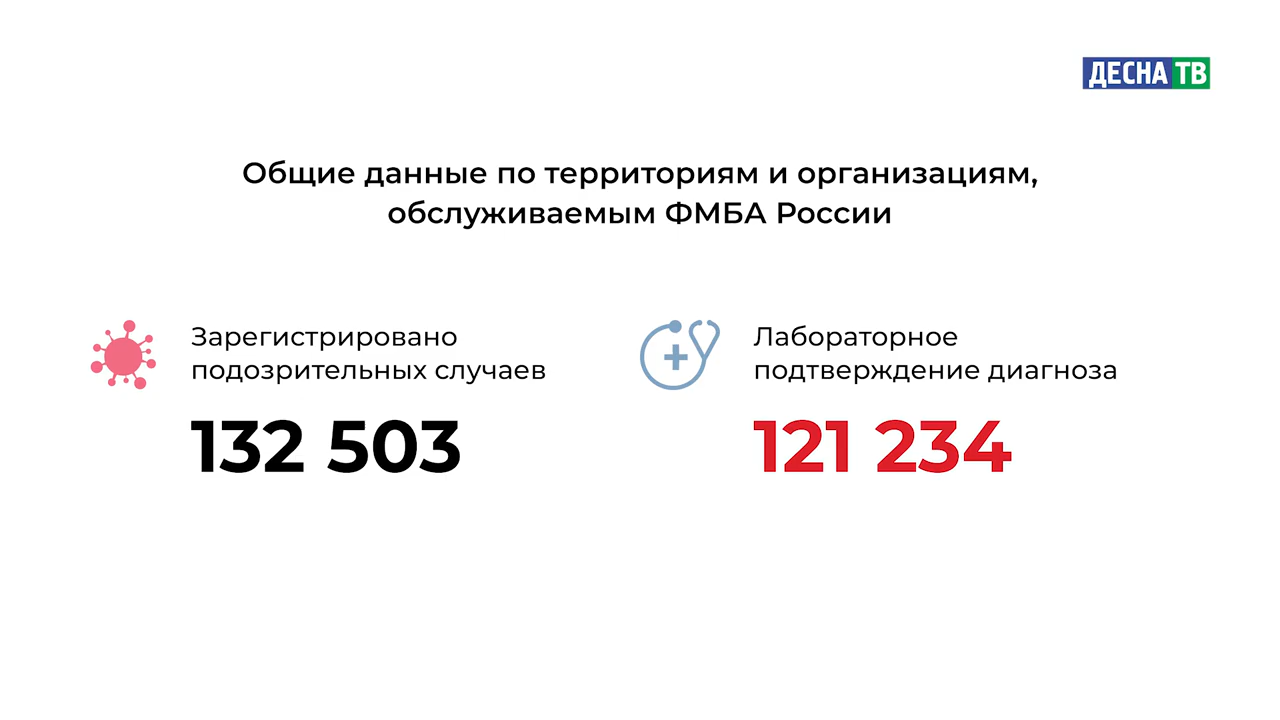 ДЕСНА ТВ
Общие данные по территориям и организациям,
обслуживаемым ФМБА России
Зарегистрировано
подозрительных случаев
132 503
Лабораторное
подтверждение диагноза
121 234